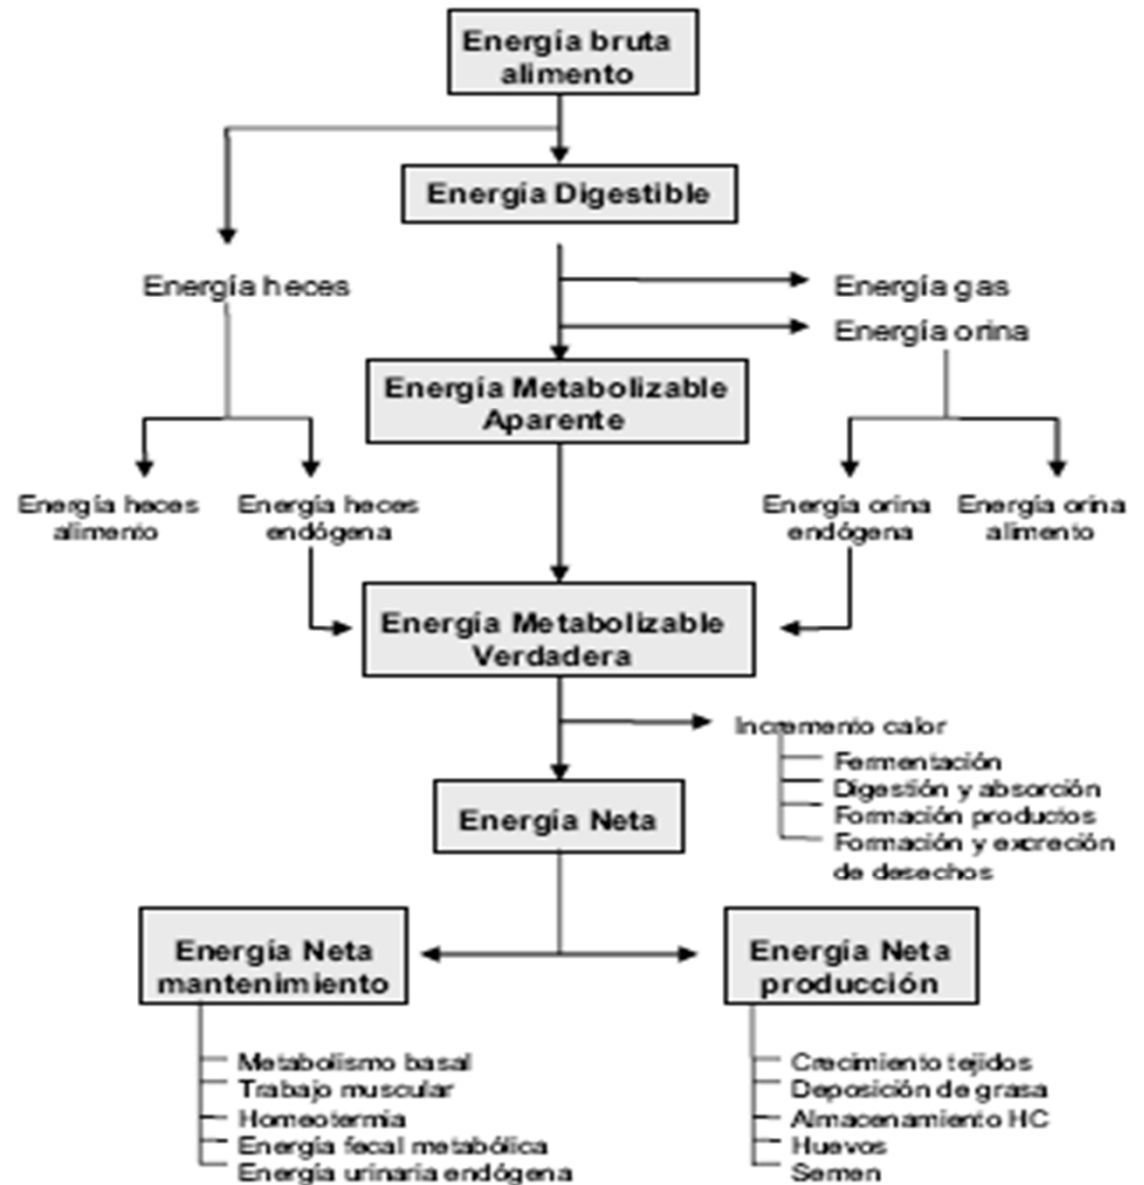 Energía bruta
alimento
Energía Digestible
Energía heces
Energía gas
Energía orina
Energía Metabolizable
Aparente
Energía heces
alimento
Energía heces
endógena
Energía orina
endógena
Energía orina
alimento
Energía Metabolizable
Verdadera
Incremento calor
Fermentación
Digestión y absorción
Formación productos
Formación y excreción
de desechos
Energía Neta
Energía Neta
mantenimiento
Energía Neta
producción
Metabolismo basal
Trabajo muscular
Homeotermia
Energía fecal metabólica
Energía urinaria endógena
Crecimiento tejidos
Deposición de grasa
Almacenamiento HC
Huevos
Semen